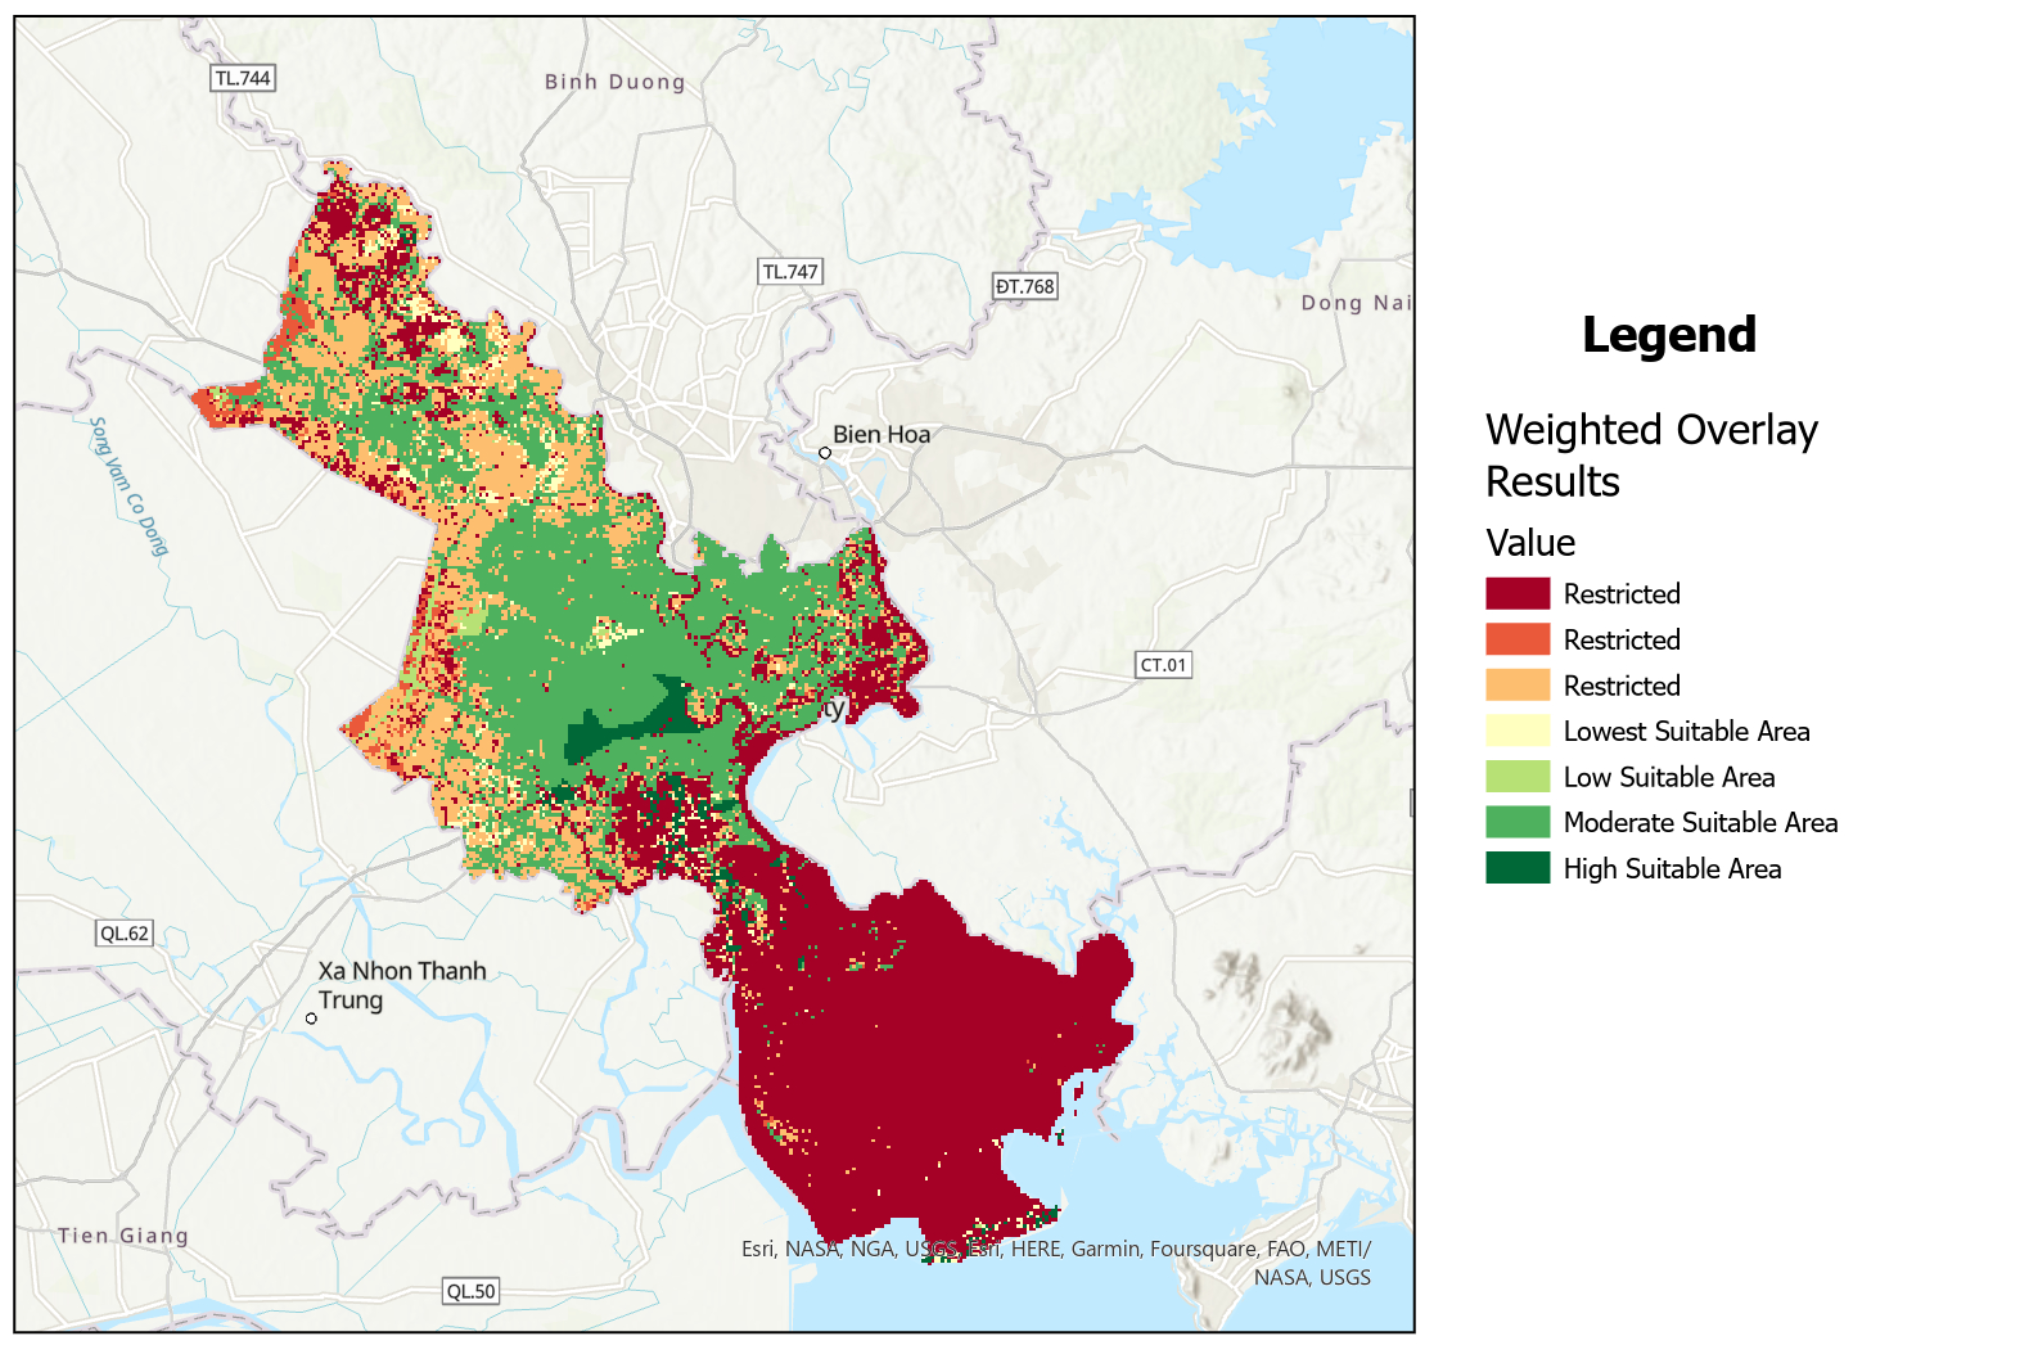 TL.744
Binh Duong
TL.747
ĐT.768
Dong Nai
Bien Hoa
Song Vam Co Dong
CT.01
ty
QL.62
Xa Nhon Thanh
Trung
Tien Giang
QL.50
Esri, NASA, NGA, USGS, Esri, HERE, Garmin, Foursquare, FAO, METI/
NASA, USGS
Legend
Weighted Overlay
Results
Value
Restricted
Restricted
Restricted
Lowest Suitable Area
Low Suitable Area
Moderate Suitable Area
High Suitable Area